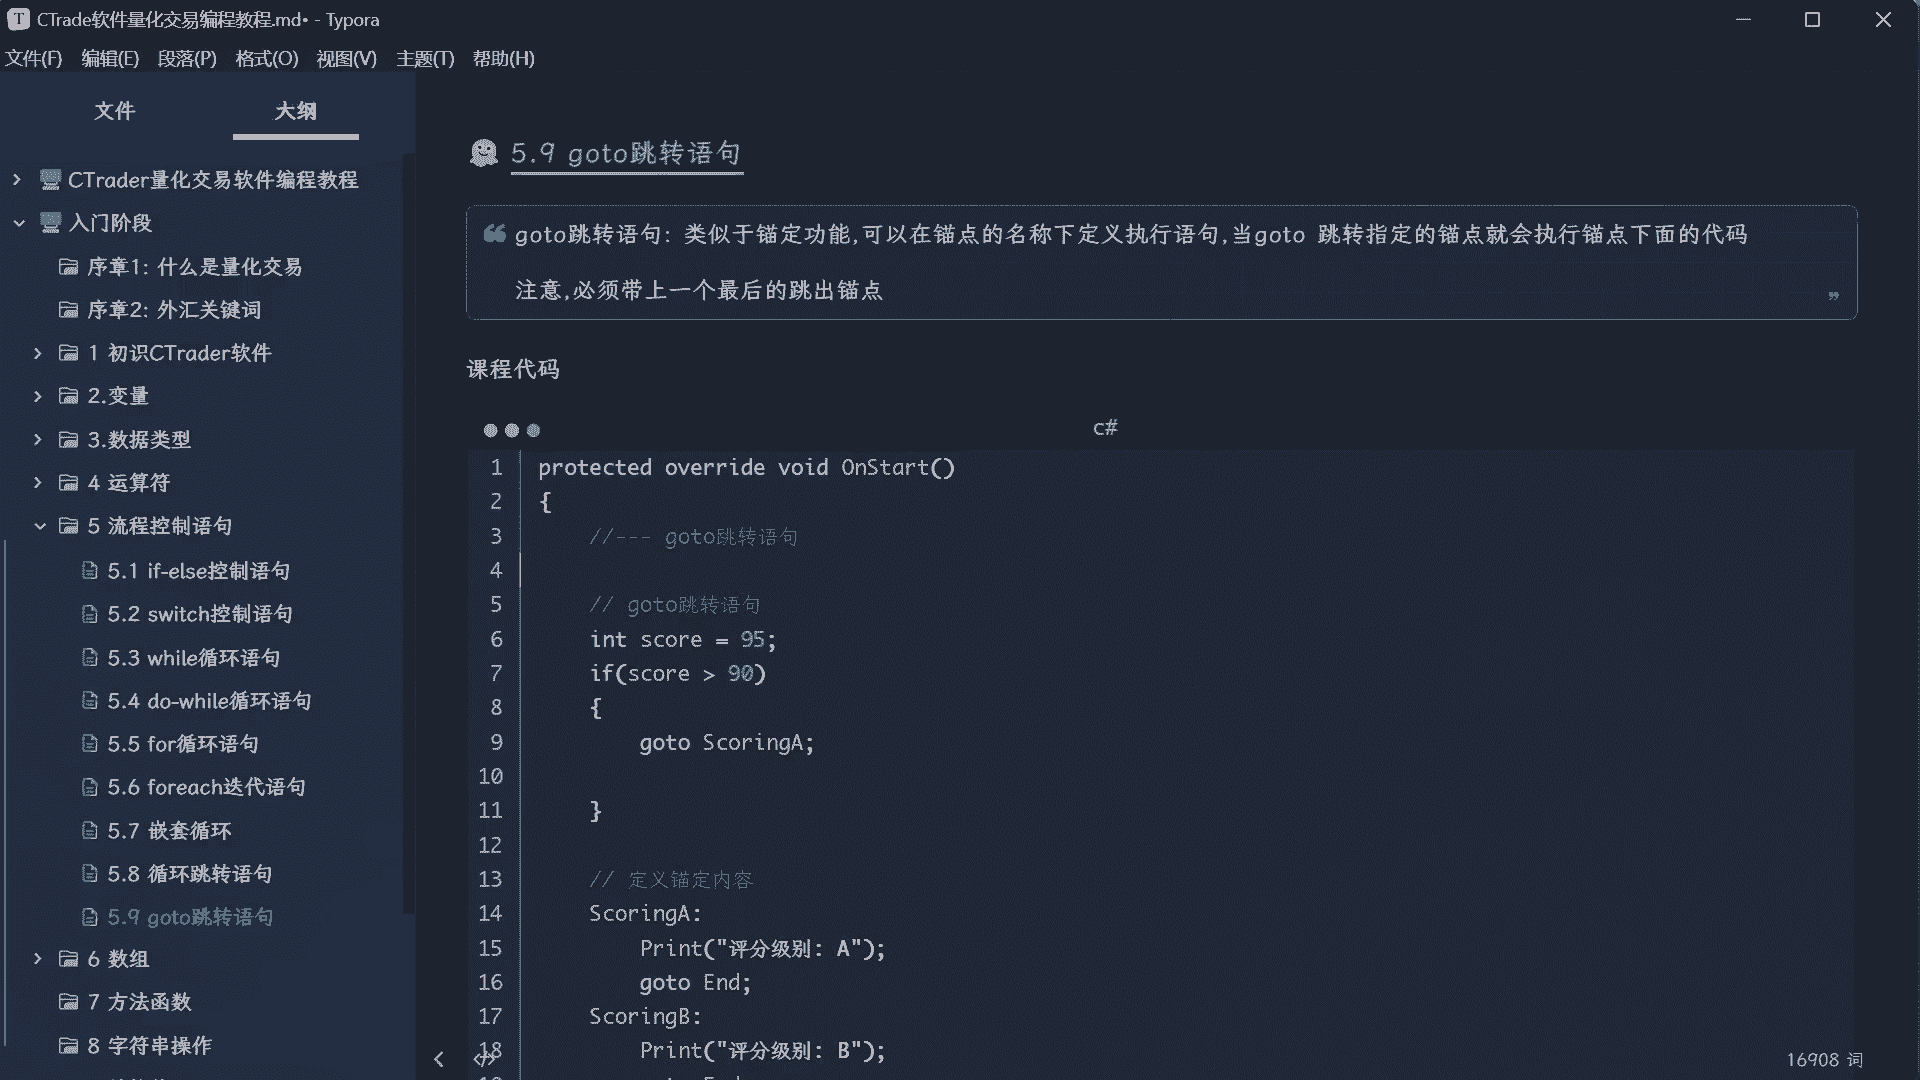 CTrade软件量化交易编程教程.md• - Typora
文件(F) 编辑(E) 段落(P) 格式(O) 视图(V) 主题(T) 帮助(H)
文件 大纲
CTrader量化交易软件编程教程
入门阶段
序章1: 什么是量化交易
序章2: 外汇关键词
1 初识CTrader软件
2.变量
3.数据类型
4 运算符
5 流程控制语句
5.1 if-else控制语句
5.2 switch控制语句
5.3 while循环语句
5.4 do-while循环语句
5.5 for循环语句
5.6 foreach迭代语句
5.7 嵌套循环
5.8 循环跳转语句
5.9 goto跳转语句
6 数组
7 方法函数
8 字符串操作
5.9 goto跳转语句
goto跳转语句: 类似于锚定功能,可以在锚点的名称下定义执行语句,当goto 跳转指定的锚点就会执行锚点下面的代码
注意,必须带上一个最后的跳出锚点
课程代码
c#
1 protected override void OnStart()
2 {
3 //--- goto跳转语句
4
5 // goto跳转语句
6 int score = 95;
7 if(score > 90)
8 {
9 goto ScoringA;
10
11 }
12
13 // 定义锚定内容
14 ScoringA:
15 Print("评分级别: A");
16 goto End;
17 ScoringB:
18 Print("评分级别: B");
16908 词